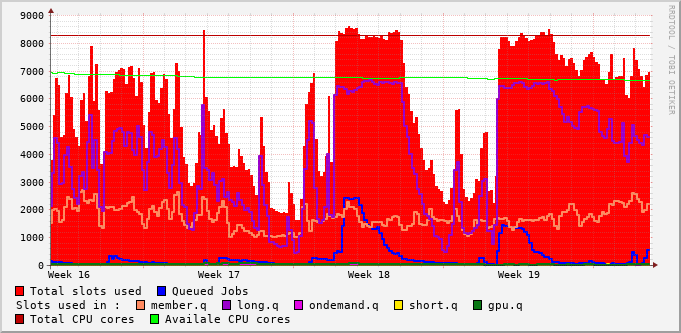 9000
8000
7000
6000
5000
4000
3000
2000
1000
0
Week 16 Week 17 Week 18 Week 19
RRDTOOL / TOBI OETIKER
Total slots used Queued Jobs
Slots used in : member.q long.q ondemand.q short.q gpu.q
Total CPU cores Availale CPU cores